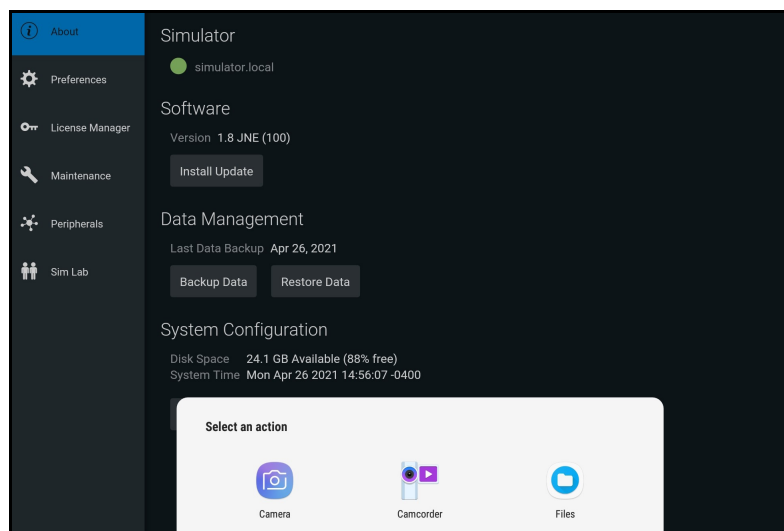 About
Preferences
License Manager
Maintenance
Peripherals
Sim Lab
Simulator
simulator.local
Software
Version 1.8 JNE (100)
Install Update
Data Management
Last Data Backup Apr 26, 2021
Backup Data Restore Data
System Configuration
Disk Space 24.1 GB Available (88% free)
System Time Mon Apr 26 2021 14:56:07 -0400
Select an action
Camera Camcorder Files